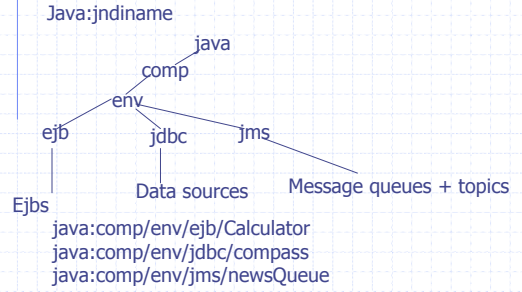 Java:jndiname
java
comp
env
ejb jdbc jms
Data sources Message queues + topics
Ejbs
java:comp/env/ejb/Calculator
java:comp/env/jdbc/compass
java:comp/env/jms/newsQueue